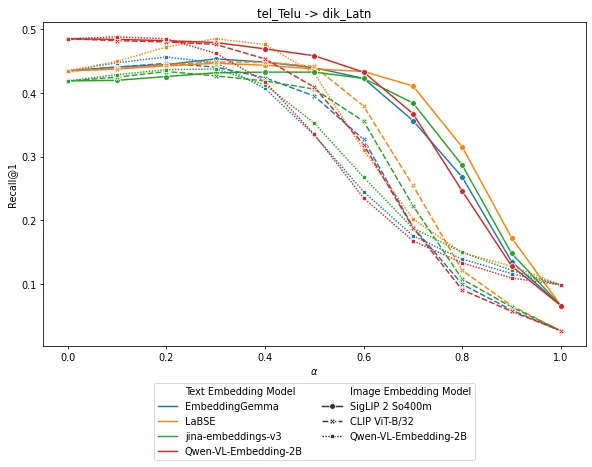 tel_Telu -> dik_Latn
Recall@1
0.5
0.4
0.3
0.2
0.1
0.0 0.2 0.4 0.6 0.8 1.0
α
Text Embedding Model Image Embedding Model
EmbeddingGemma SigLIP 2 So400m
LaBSE CLIP ViT-B/32
jina-embeddings-v3 Qwen-VL-Embedding-2B
Qwen-VL-Embedding-2B